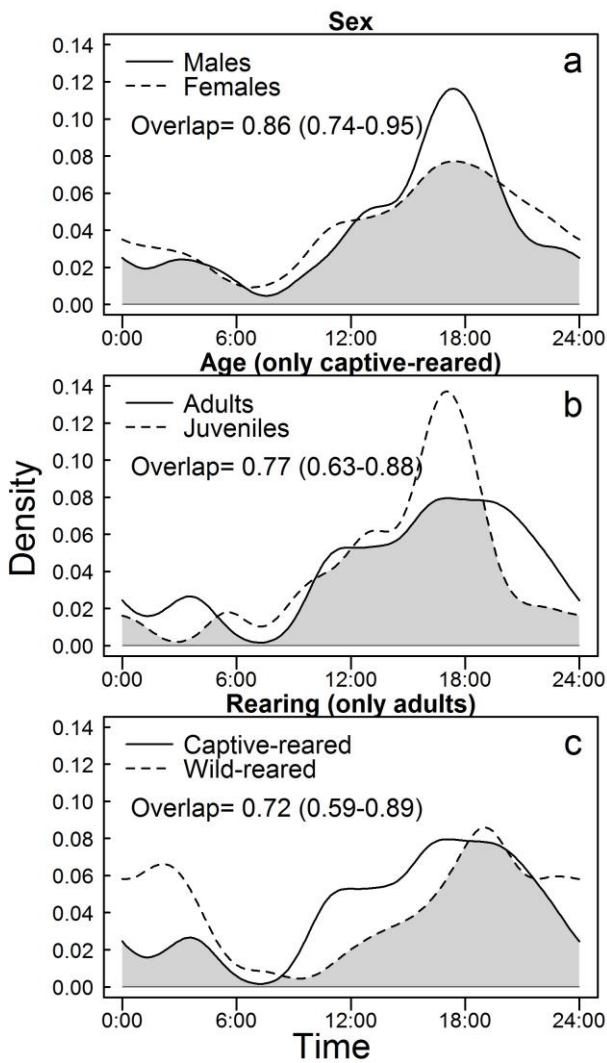 Sex
0.14
0.12
0.10
0.08
0.06
0.04
0.02
0.00
Males
Females
Overlap= 0.86 (0.74-0.95)
a
0:00 6:00 12:00 18:00 24:00
Age (only captive-reared)
0.14
0.12
0.10
0.08
0.06
0.04
0.02
0.00
Adults
Juveniles
Overlap= 0.77 (0.63-0.88)
b
Density
0:00 6:00 12:00 18:00 24:00
Rearing (only adults)
0.14
0.12
0.10
0.08
0.06
0.04
0.02
0.00
Captive-reared
Wild-reared
Overlap= 0.72 (0.59-0.89)
c
0:00 6:00 12:00 18:00 24:00
Time